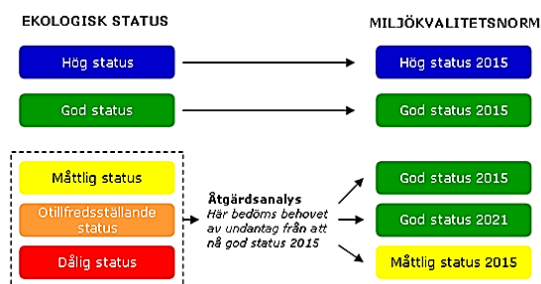 EKOLOGISK STATUS
MILJÖKVALITETSNORM
Hög status
Hög status 2015
God status
God status 2015
Måttlig status
Otillfredsställande
status
Dålig status
Åtgärdsanalys
Här bedöms behovet
av undantag från att
nå god status 2015
God status 2015
God status 2021
Måttlig status 2015